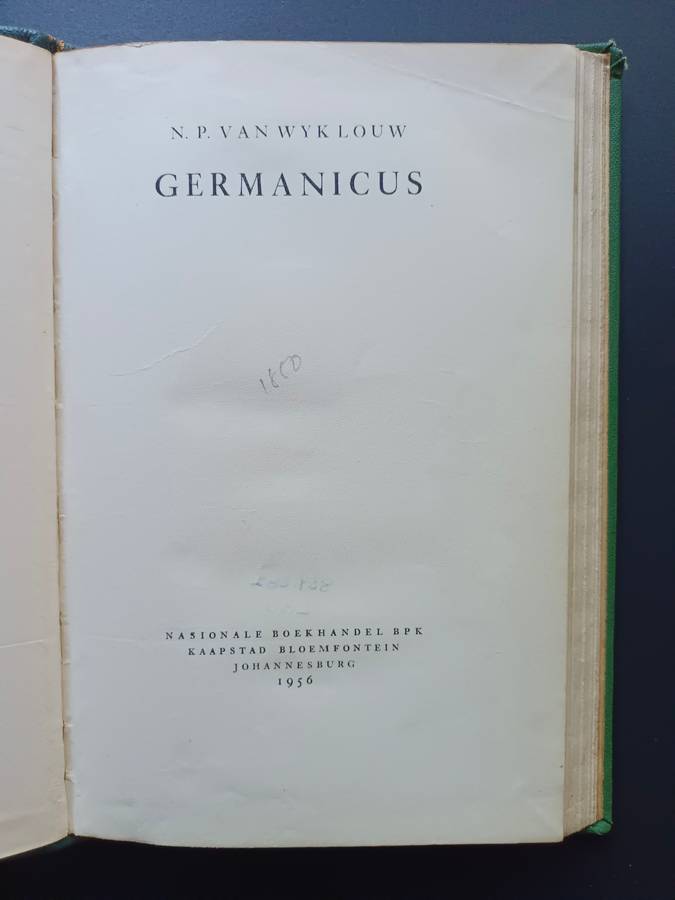 N. P. VAN WYK LOUW
GERMANICUS
NASIONALE BOEKHANDEL BPK
KAAPSTAD BLOEMFONTEIN
JOHANNESBURG
1956